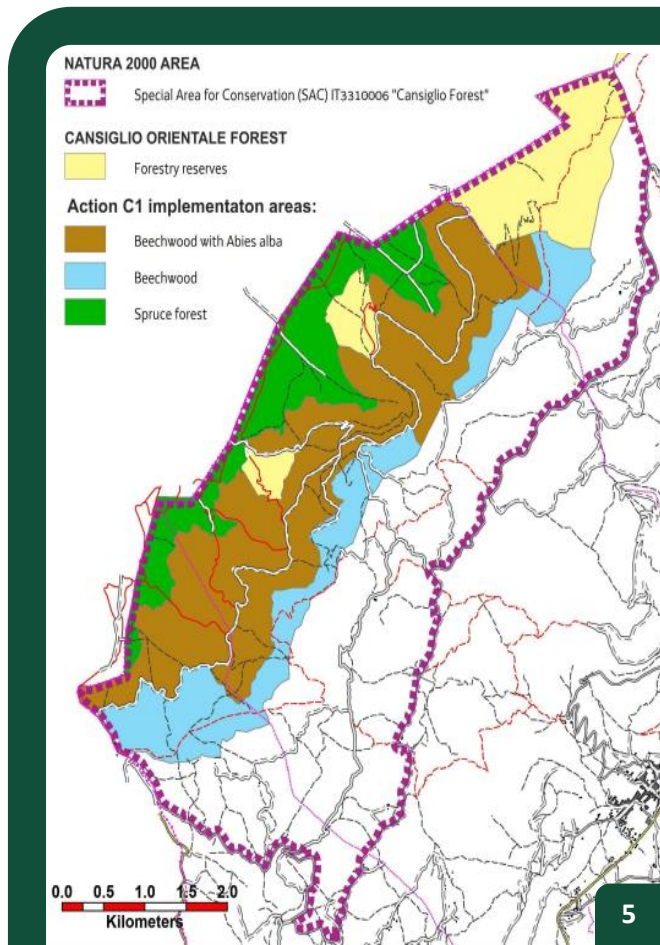 NATURA 2000 AREA
Special Area for Conservation (SAC) IT3310006 "Cansiglio Forest"
CANSIGLIO ORIENTALE FOREST
Forestry reserves
Action C1 implementaton areas:
Beechwood with Abies alba
Beechwood
Spruce forest
0.0 0.5 1.0 1.5 2.0
Kilometers
5